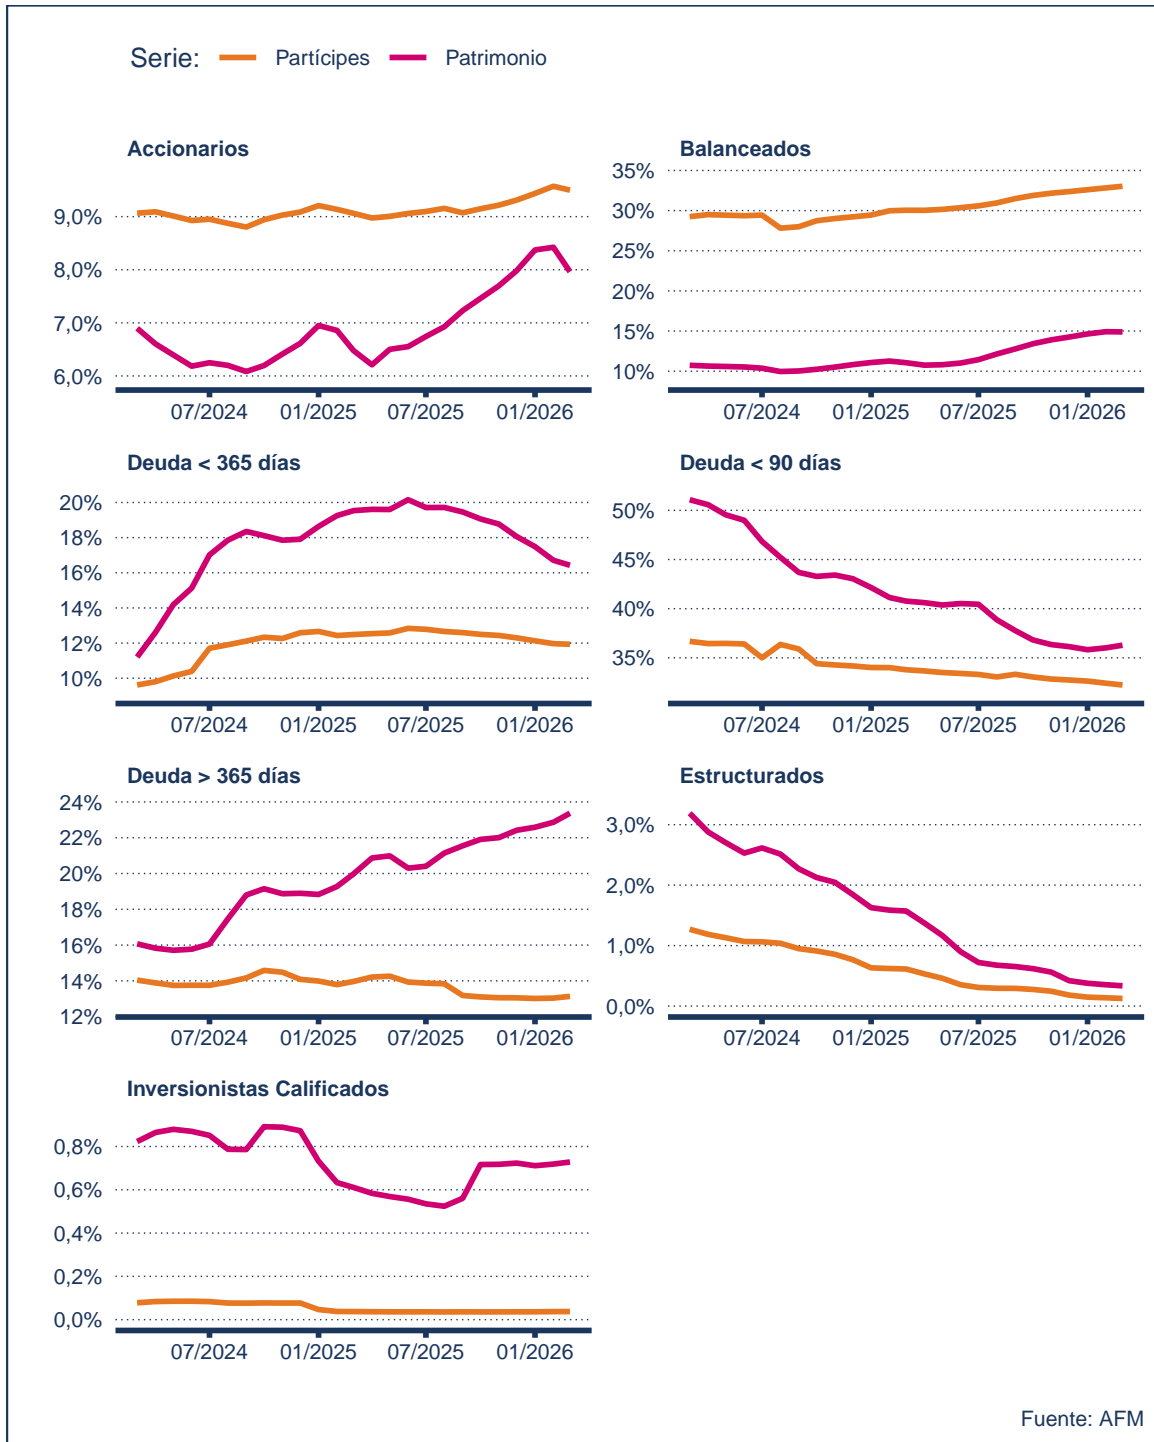 Serie: Partícipes Patrimonio
Accionarios
9,0%
8,0%
7,0%
6,0%
07/2024 01/2025 07/2025 01/2026
Balanceados
35%
30%
25%
20%
15%
10%
07/2024 01/2025 07/2025 01/2026
Deuda < 365 días
20%
18%
16%
14%
12%
10%
07/2024 01/2025 07/2025 01/2026
Deuda < 90 días
50%
45%
40%
35%
07/2024 01/2025 07/2025 01/2026
Deuda > 365 días
24%
22%
20%
18%
16%
14%
12%
07/2024 01/2025 07/2025 01/2026
Estructurados
3,0%
2,0%
1,0%
0,0%
07/2024 01/2025 07/2025 01/2026
Inversionistas Calificados
0,8%
0,6%
0,4%
0,2%
0,0%
07/2024 01/2025 07/2025 01/2026
Fuente: AFM